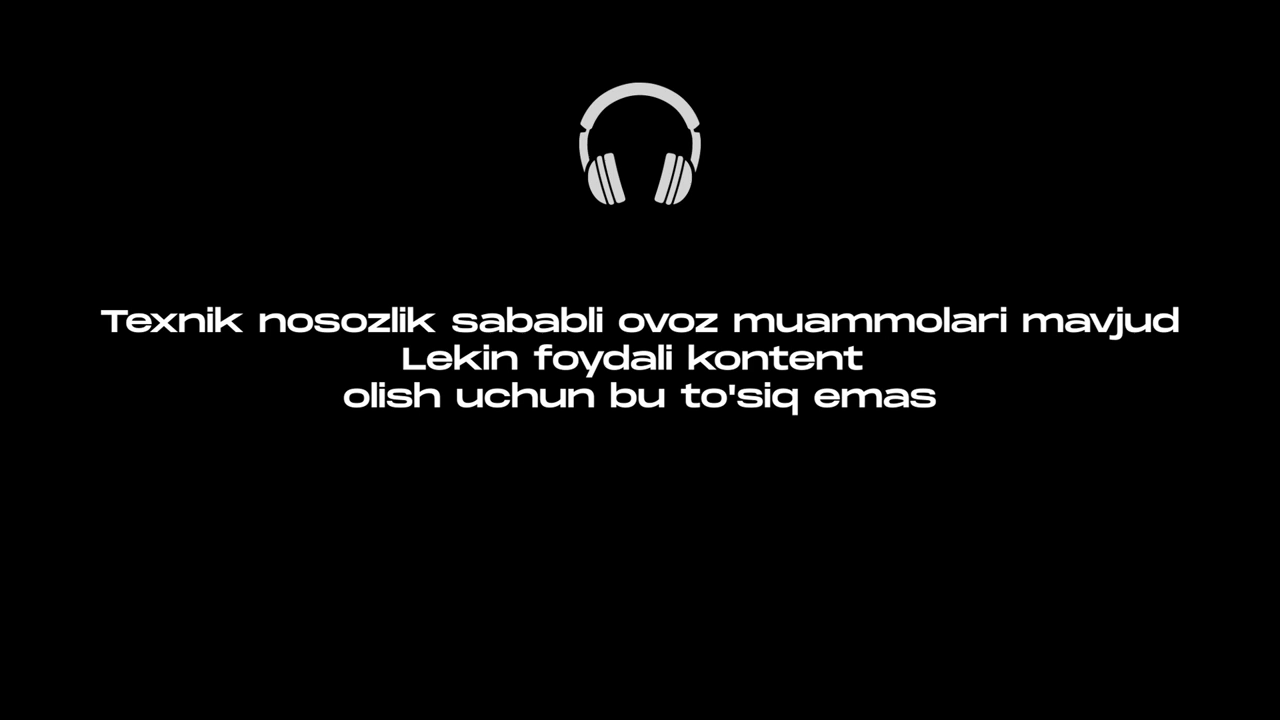 Texnik nosozlik sababli ovoz muammolari mavjud
Lekin foydali kontent
olish uchun bu to'siq emas